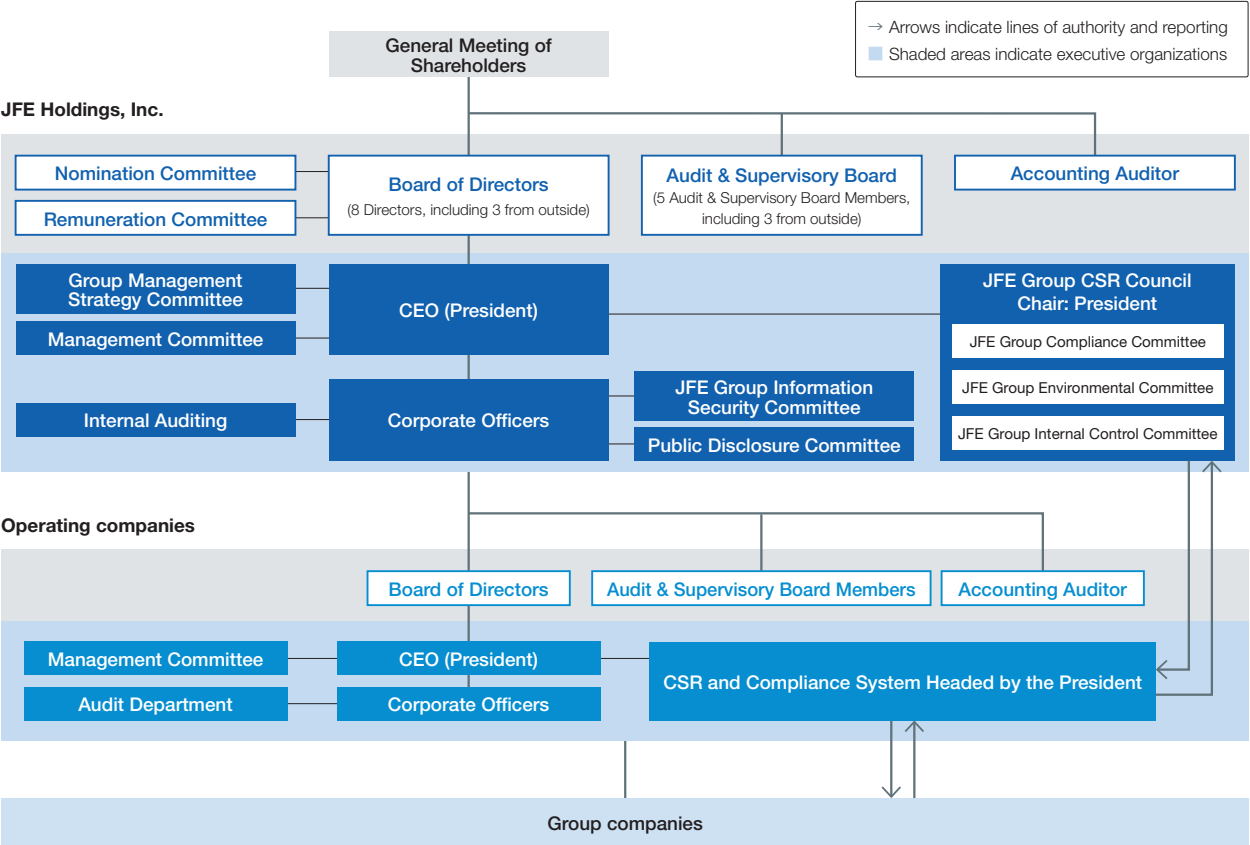 → Arrows indicate lines of authority and reporting
Shaded areas indicate executive organizations
General Meeting of
Shareholders
JFE Holdings, Inc.
Nomination Committee
Remuneration Committee
Board of Directors
(8 Directors, including 3 from outside)
Audit & Supervisory Board
(5 Audit & Supervisory Board Members,
including 3 from outside)
Accounting Auditor
Group Management
Strategy Committee
Management Committee
CEO (President)
JFE Group CSR Council
Chair: President
JFE Group Compliance Committee
JFE Group Environmental Committee
JFE Group Internal Control Committee
Internal Auditing
Corporate Officers
JFE Group Information
Security Committee
Public Disclosure Committee
Operating companies
Board of Directors
Audit & Supervisory Board Members
Accounting Auditor
Management Committee
CEO (President)
Audit Department
Corporate Officers
CSR and Compliance System Headed by the President
Group companies